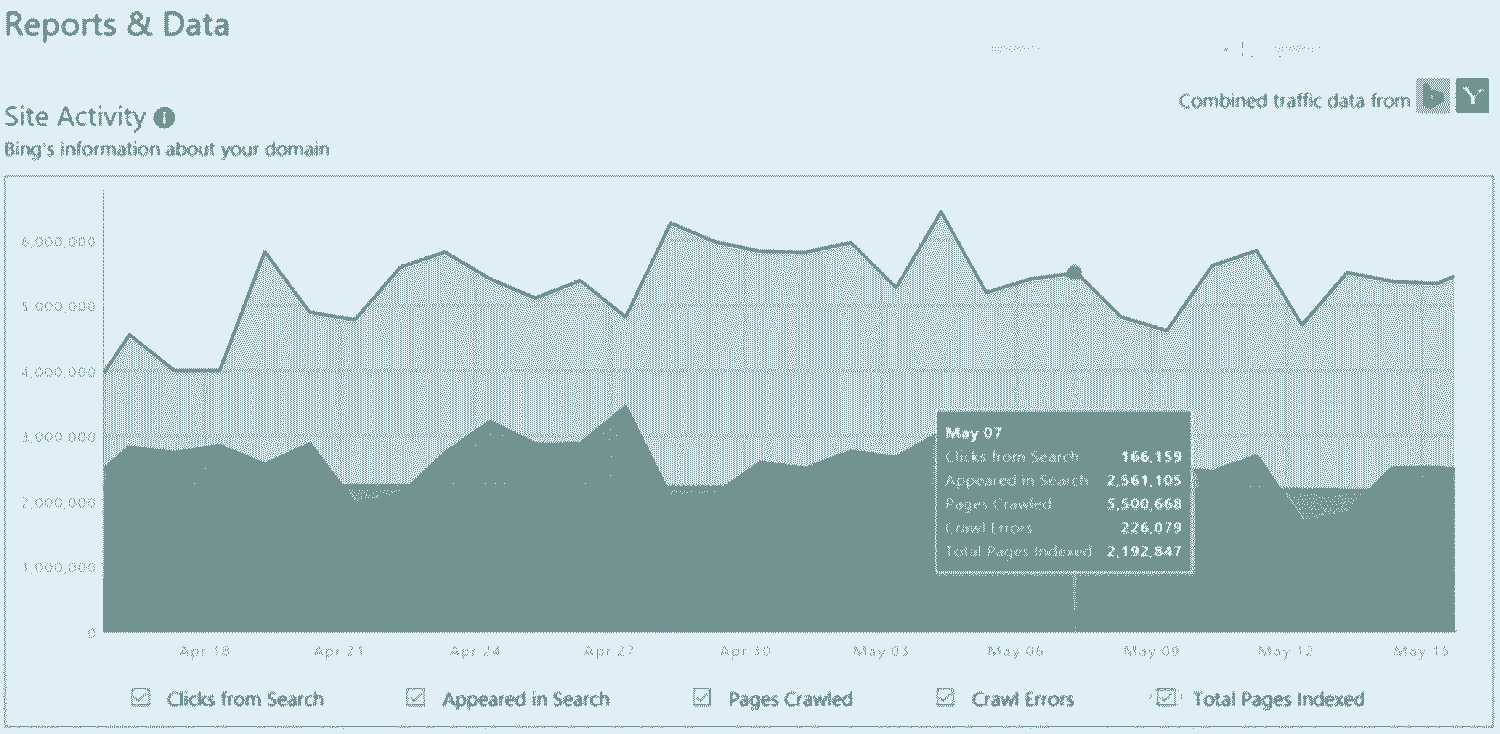 Reports & Data
Combined traffic data from
Site Activity
Bing's information about your domain
6,000,000
5,000,000
4,000,000
3,000,000
2,000,000
1,000,000
0
May 07
Clicks from Search 166,159
Appeared in Search 2,561,105
Pages Crawled 5,500,668
Crawl Errors 226,079
Total Pages Indexed 2,192,847
Apr 18 Apr 21 Apr 24 Apr 27 Apr 30 May 03 May 06 May 09 May 12 May 15
Clicks from Search Appeared in Search Pages Crawled Crawl Errors Total Pages Indexed